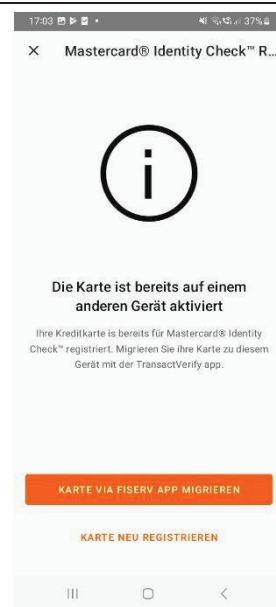 17:03
37%
Mastercard® Identity Check™ R...
i
Die Karte ist bereits auf einem
anderen Gerät aktiviert
Ihre Kreditkarte is bereits für Mastercard® Identity
Check™ registriert. Migrieren Sie ihre Karte zu diesem
Gerät mit der TransactVerify app.
KARTE VIA FISERV APP MIGRIEREN
KARTE NEU REGISTRIEREN